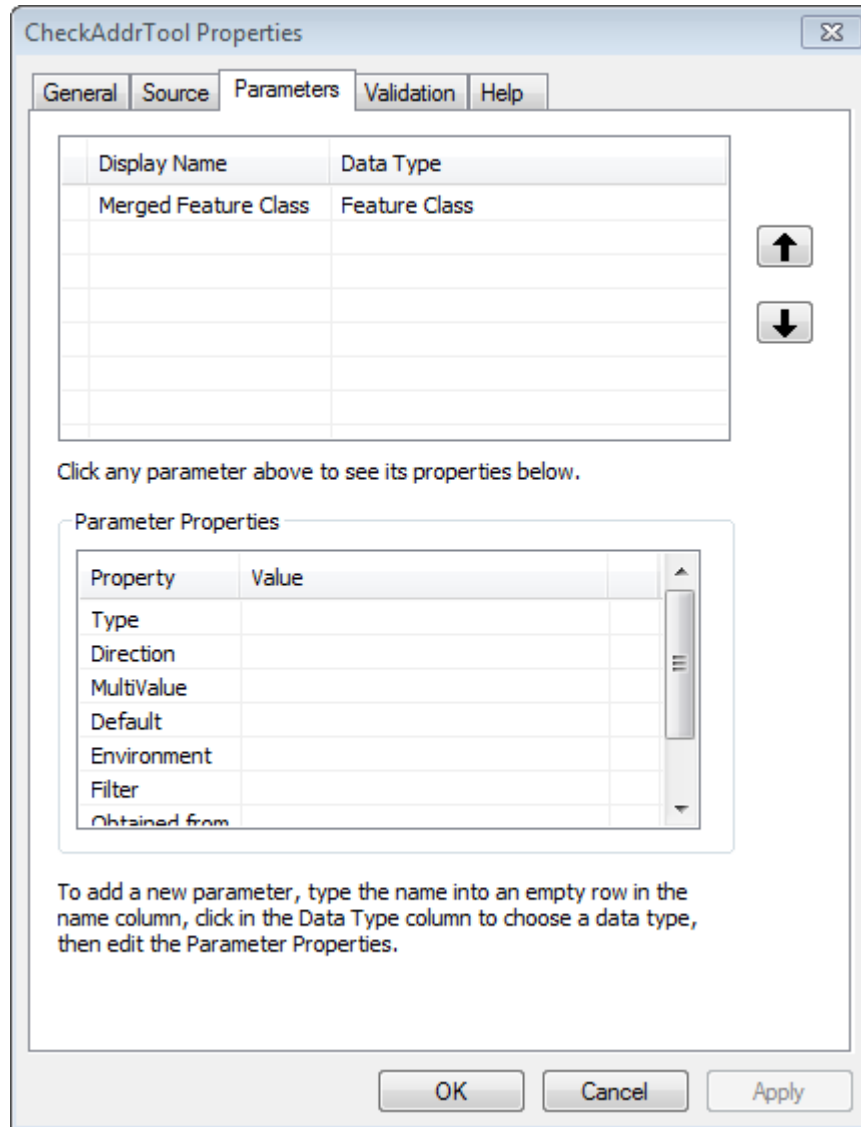 CheckAddrTool Properties
General Source Parameters Validation Help
Display Name Data Type
Merged Feature Class Feature Class
Click any parameter above to see its properties below.
Parameter Properties
Property Value
Type
Direction
MultiValue
Default
Environment
Filter
Obtained from
To add a new parameter, type the name into an empty row in the
name column, click in the Data Type column to choose a data type,
then edit the Parameter Properties.
OK Cancel Apply